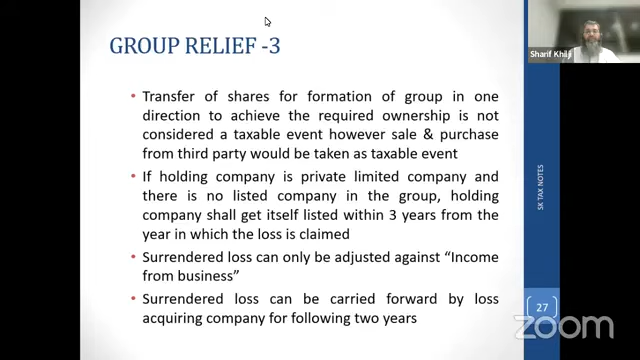 GROUP RELIEF -3
Sharif Khilji
• Transfer of shares for formation of group in one
direction to achieve the required ownership is not
considered a taxable event however sale & purchase
from third party would be taken as taxable event
• If holding company is private limited company and
there is no listed company in the group, holding
company shall get itself listed within 3 years from the
year in which the loss is claimed
• Surrendered loss can only be adjusted against “Income
from business”
• Surrendered loss can be carried forward by loss
acquiring company for following two years
SK TAX NOTES
27
zoom